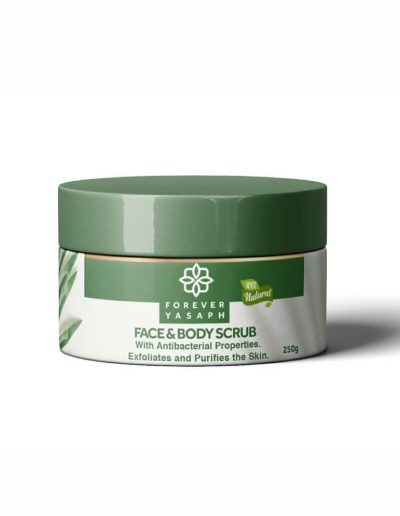 FOREVER
YASAPH
100%
Natural
FACE & BODY SCRUB
With Antibacterial Properties.
Exfoliates and Purifies the Skin.
250g